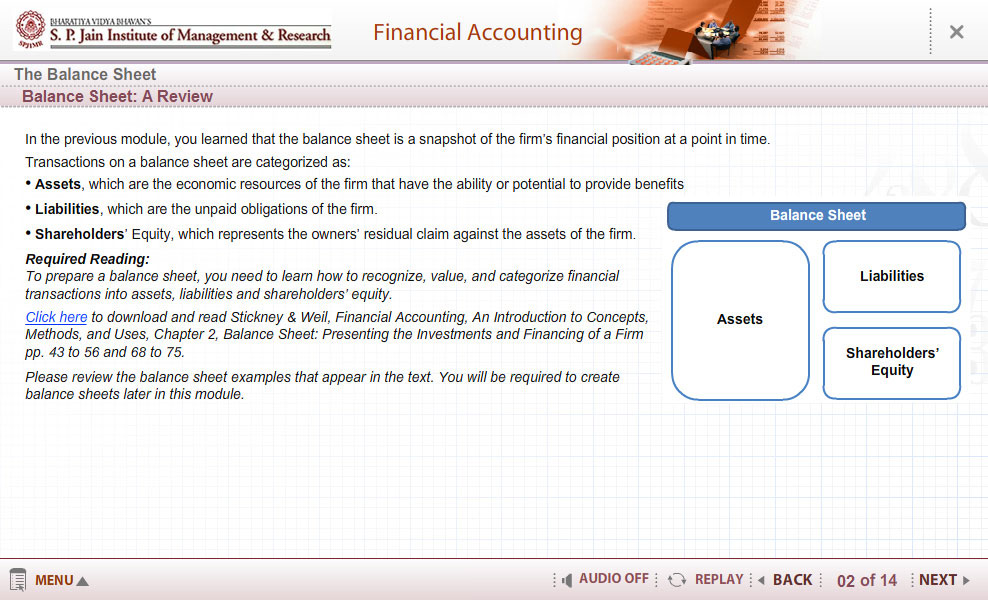 BHARATIYA VIDYA BHAVAN'S
S. P. Jain Institute of Management & Research
SPJIMR
Financial Accounting
The Balance Sheet
Balance Sheet: A Review
In the previous module, you learned that the balance sheet is a snapshot of the firm's financial position at a point in time.
Transactions on a balance sheet are categorized as:
• Assets, which are the economic resources of the firm that have the ability or potential to provide benefits
• Liabilities, which are the unpaid obligations of the firm.
• Shareholders' Equity, which represents the owners' residual claim against the assets of the firm.
Required Reading:
To prepare a balance sheet, you need to learn how to recognize, value, and categorize financial
transactions into assets, liabilities and shareholders' equity.
Click here to download and read Stickney & Weil, Financial Accounting, An Introduction to Concepts,
Methods, and Uses, Chapter 2, Balance Sheet: Presenting the Investments and Financing of a Firm
pp. 43 to 56 and 68 to 75.
Please review the balance sheet examples that appear in the text. You will be required to create
balance sheets later in this module.
Balance Sheet
Assets
Liabilities
Shareholders'
Equity
MENU
AUDIO OFF
REPLAY
BACK
02 of 14
NEXT